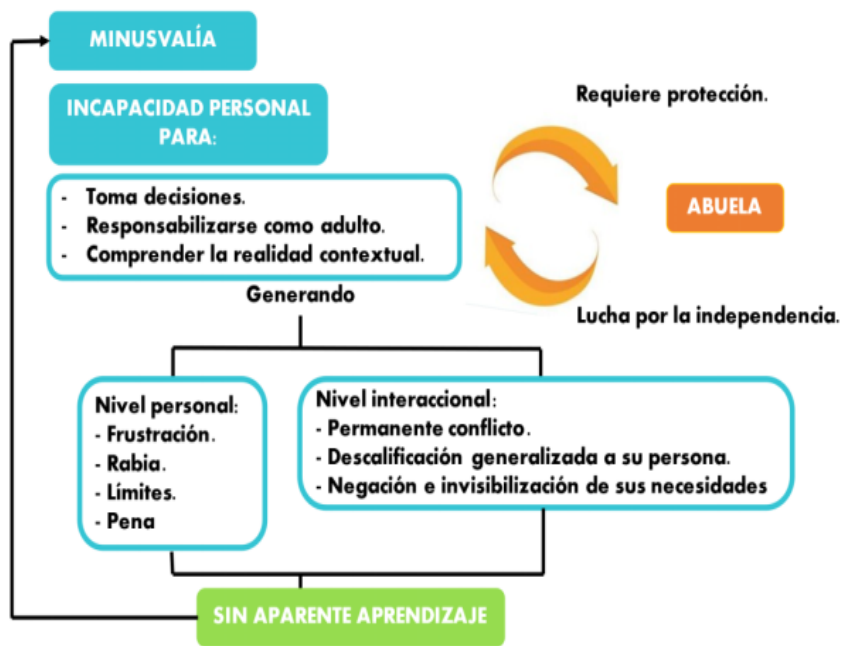 MINUSVALÍA
INCAPACIDAD PERSONAL
PARA:
- Toma decisiones.
- Responsabilizarse como adulto.
- Comprender la realidad contextual.
Requiere protección.
ABUELA
Lucha por la independencia.
Generando
Nivel personal:
- Frustración.
- Rabia.
- Límites.
- Pena
Nivel interaccional:
- Permanente conflicto.
- Descalificación generalizada a su persona.
- Negación e invisibilización de sus necesidades
SIN APARENTE APRENDIZAJE